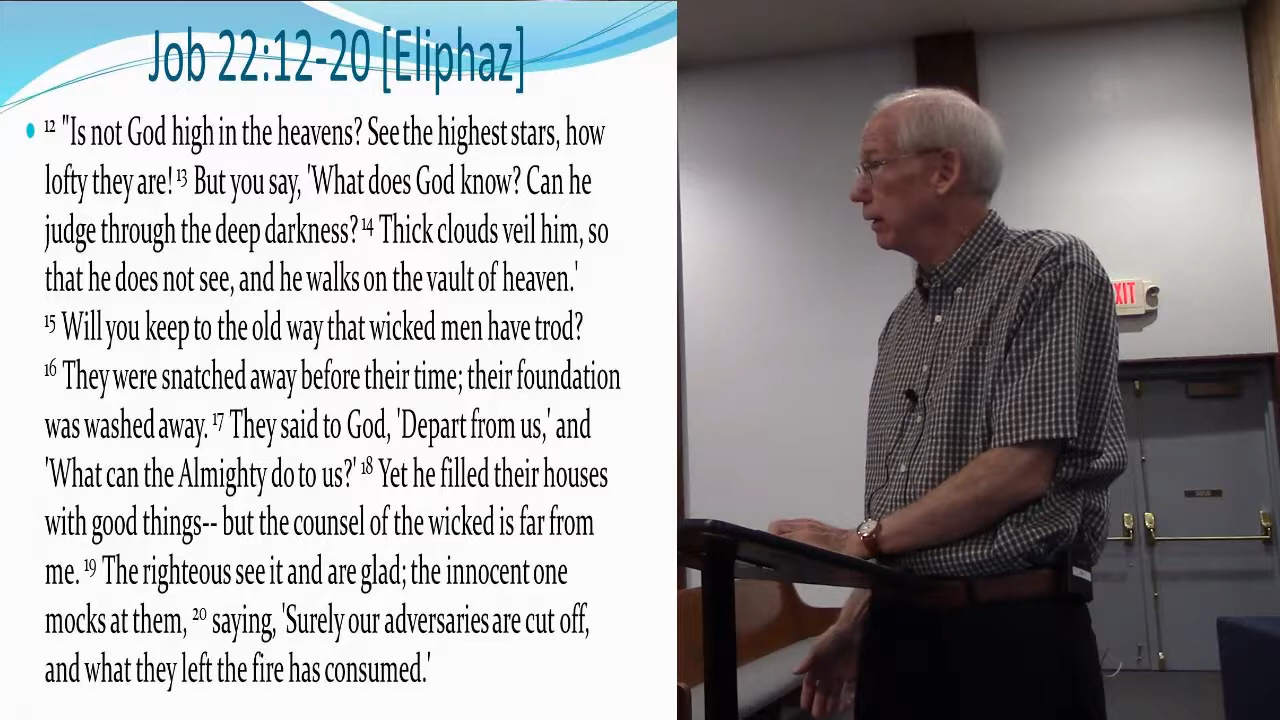 Job 22:12-20 [Eliphaz]
12 "Is not God high in the heavens? See the highest stars, how
lofty they are! 13 But you say, 'What does God know? Can he
judge through the deep darkness? 14 Thick clouds veil him, so
that he does not see, and he walks on the vault of heaven.'
15 Will you keep to the old way that wicked men have trod?
16 They were snatched away before their time; their foundation
was washed away. 17 They said to God, 'Depart from us,' and
'What can the Almighty do to us?' 18 Yet he filled their houses
with good things-- but the counsel of the wicked is far from
me. 19 The righteous see it and are glad; the innocent one
mocks at them, 20 saying, 'Surely our adversaries are cut off,
and what they left the fire has consumed.'
XIT